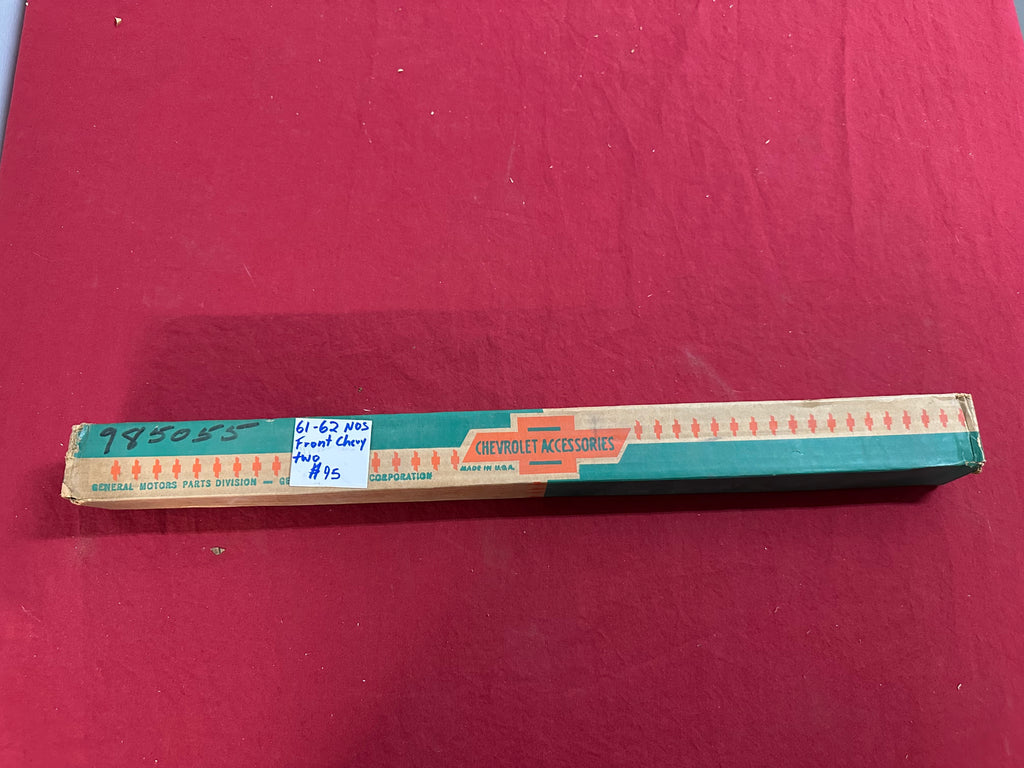 985055
61-62 NOS
Front Chevy
two
#95
CHEVROLET ACCESSORIES
MADE IN U.S.A.
GENERAL MOTORS PARTS DIVISION — GE
CORPORATION